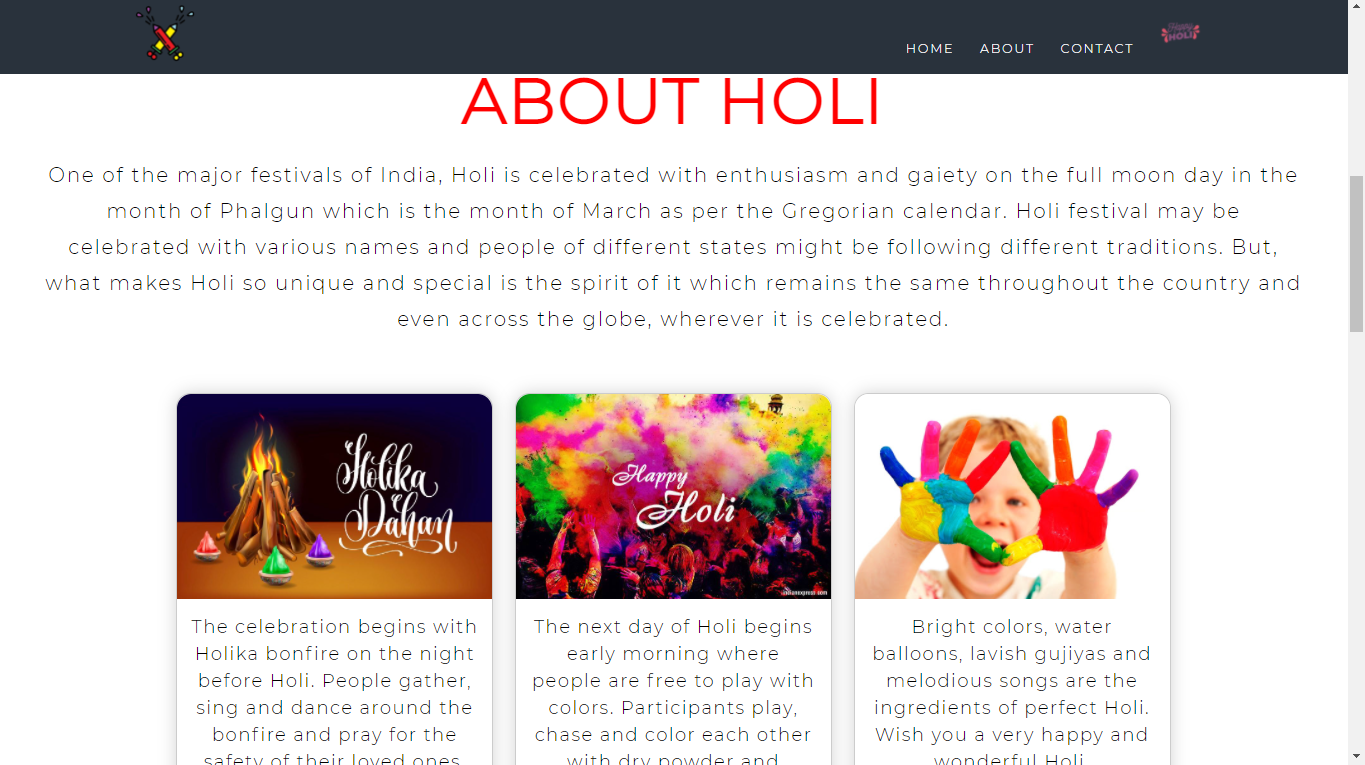 Happy
HOLI
HOME ABOUT CONTACT
ABOUT HOLI
One of the major festivals of India, Holi is celebrated with enthusiasm and gaiety on the full moon day in the
month of Phalgun which is the month of March as per the Gregorian calendar. Holi festival may be
celebrated with various names and people of different states might be following different traditions. But,
what makes Holi so unique and special is the spirit of it which remains the same throughout the country and
even across the globe, wherever it is celebrated.
Holika
Dahan
The celebration begins with
Holika bonfire on the night
before Holi. People gather,
sing and dance around the
bonfire and pray for the
safety of their loved ones
Happy
Holi
indianexpress.com
The next day of Holi begins
early morning where
people are free to play with
colors. Participants play,
chase and color each other
with dry powder and
Bright colors, water
balloons, lavish gujiyas and
melodious songs are the
ingredients of perfect Holi.
Wish you a very happy and
wonderful Holi